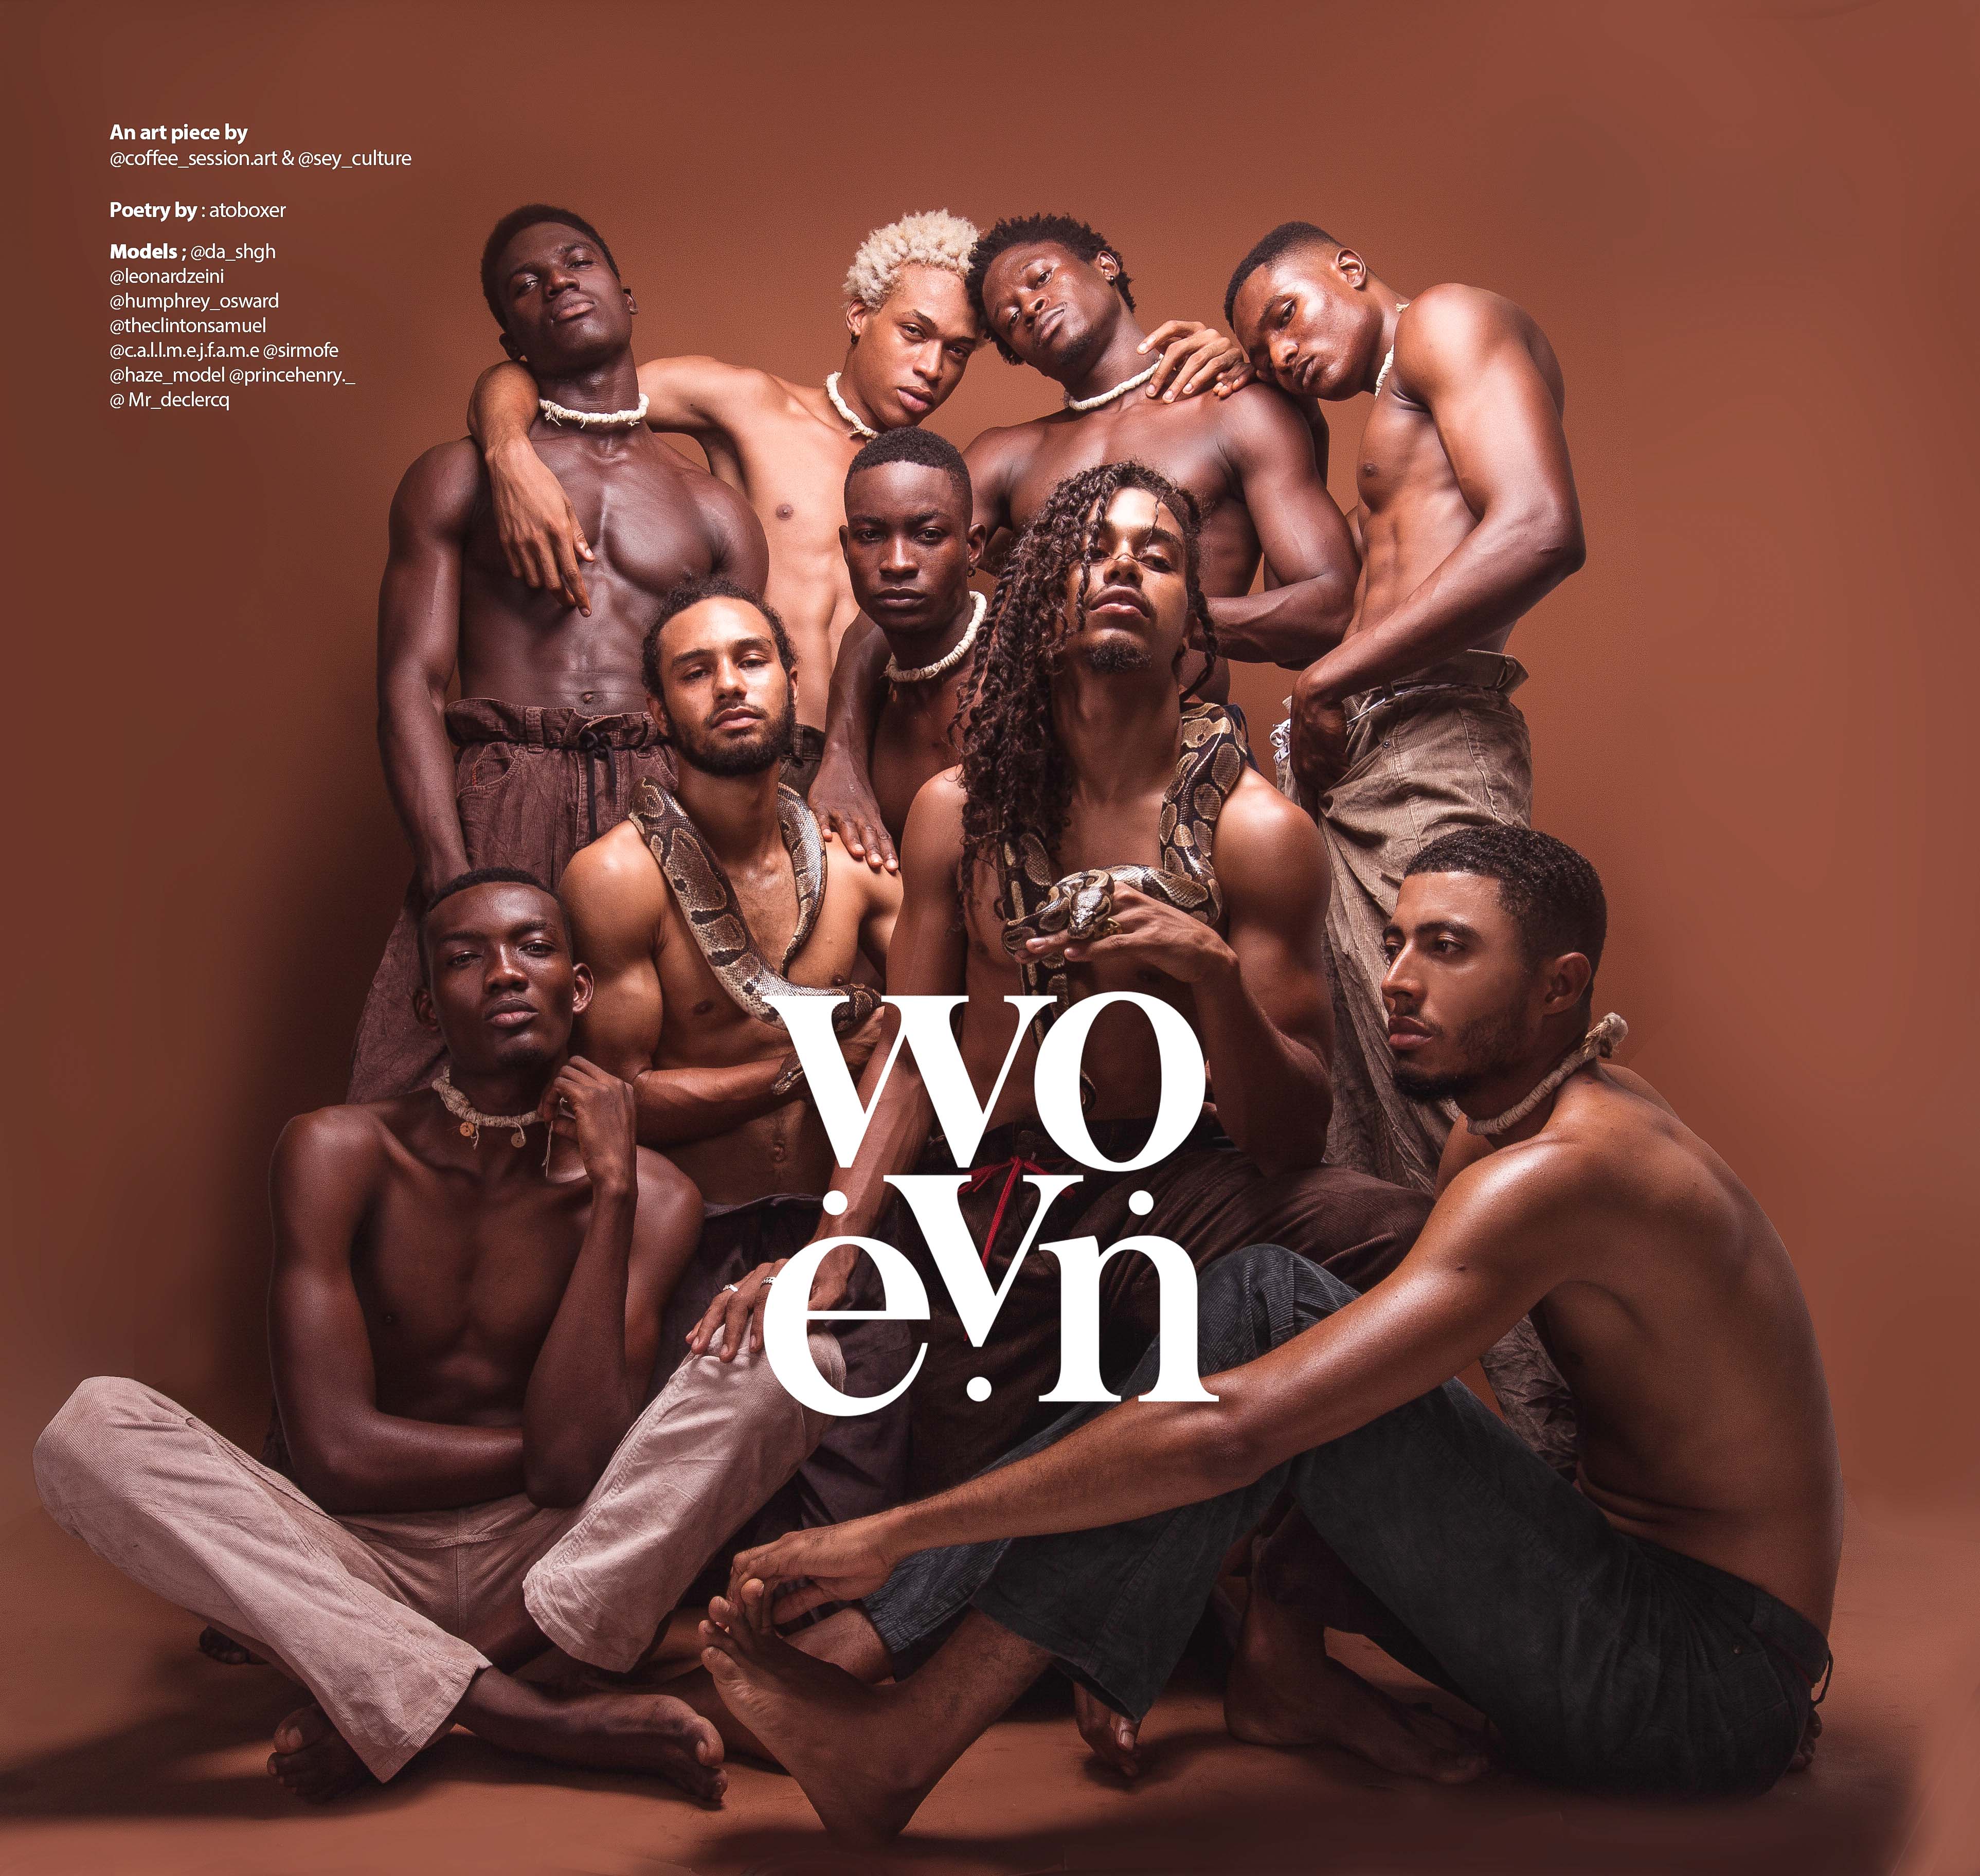 An art piece by
@coffee_session.art & @sey_culture
Poetry by : atoboxer
Models ; @da_shgh
@leonardzeini
@humphrey_osward
@theclintonsamuel
@c.a.l.l.m.e.j.f.a.m.e @sirmofe
@haze_model @princehenry._
@ Mr_declercq
wo
ẹvn